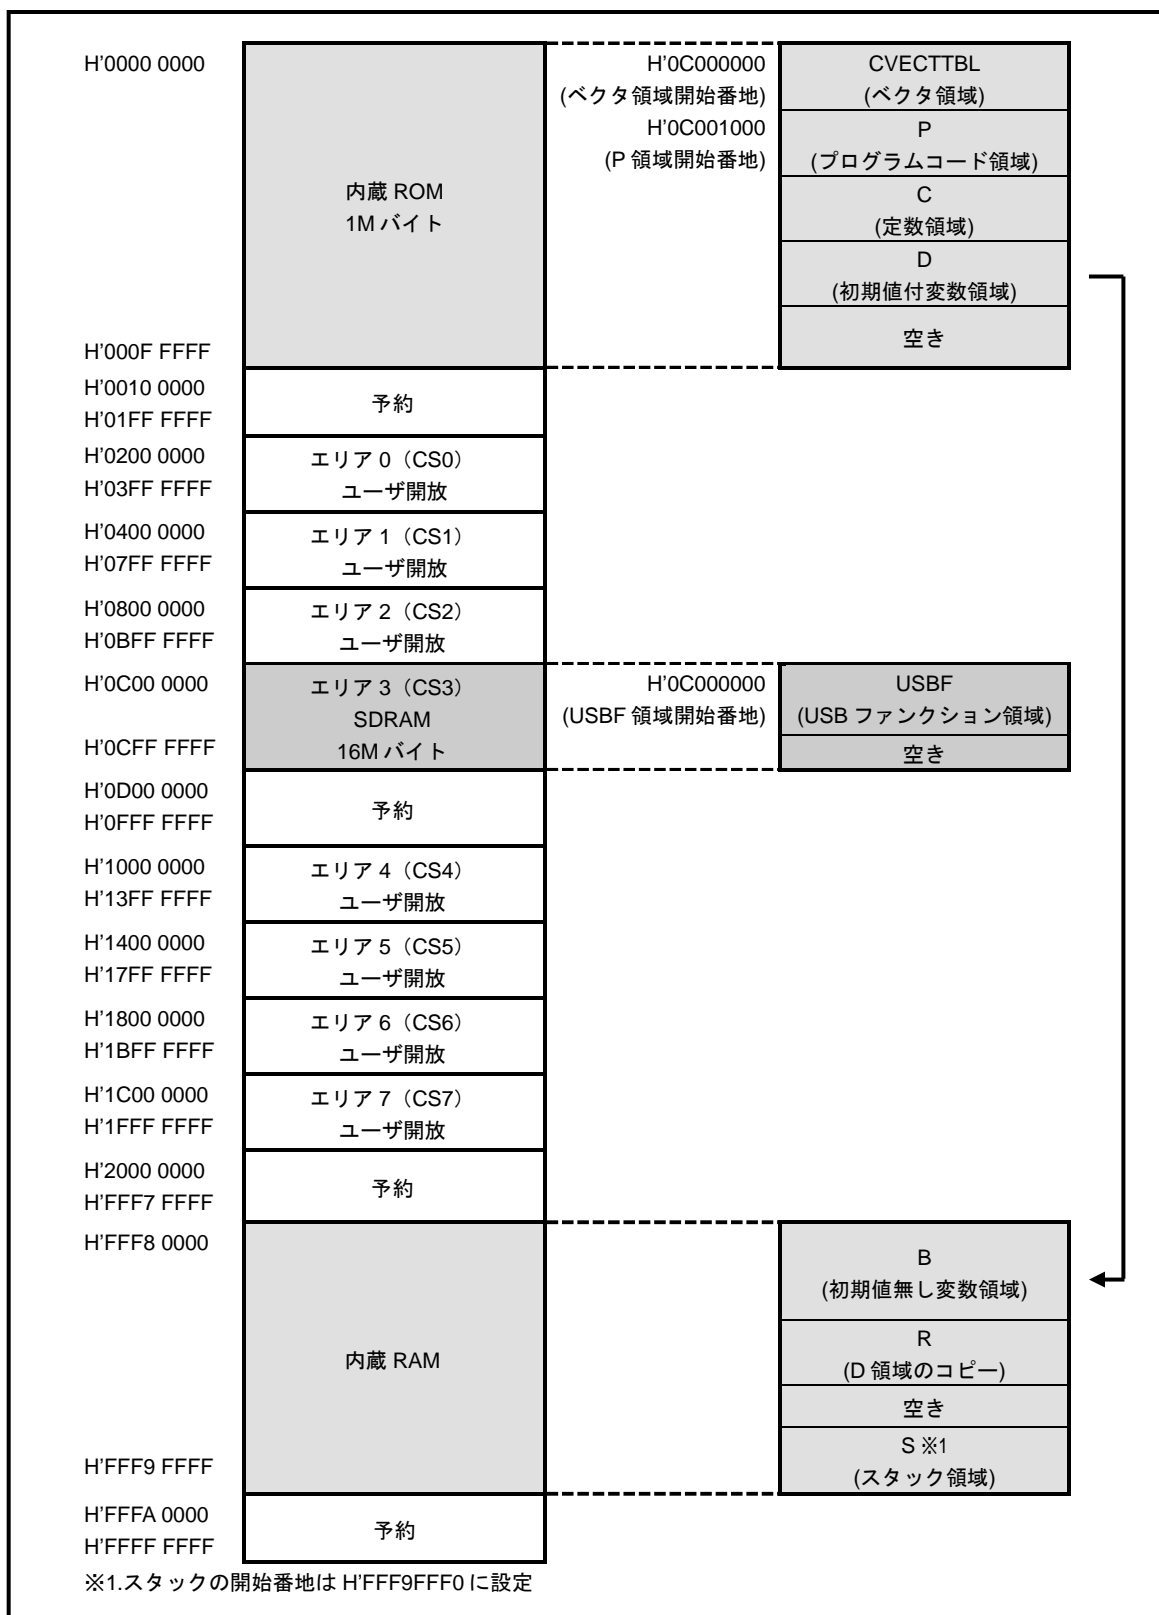 H'0000 0000
内蔵 ROM
1M バイト
H'000F FFFF
H'0C000000
(ベクタ領域開始番地)
H'0C001000
(P 領域開始番地)
CVECTTBL
(ベクタ領域)
P
(プログラムコード領域)
C
(定数領域)
D
(初期値付変数領域)
空き
H'0010 0000
H'01FF FFFF
予約
H'0200 0000
H'03FF FFFF
エリア 0（CS0）
ユーザ開放
H'0400 0000
H'07FF FFFF
エリア 1（CS1）
ユーザ開放
H'0800 0000
H'0BFF FFFF
エリア 2（CS2）
ユーザ開放
H'0C00 0000
H'0CFF FFFF
エリア 3（CS3）
SDRAM
16M バイト
H'0C000000
(USBF 領域開始番地)
USBF
(USB ファンクション領域)
空き
H'0D00 0000
H'0FFF FFFF
予約
H'1000 0000
H'13FF FFFF
エリア 4（CS4）
ユーザ開放
H'1400 0000
H'17FF FFFF
エリア 5（CS5）
ユーザ開放
H'1800 0000
H'1BFF FFFF
エリア 6（CS6）
ユーザ開放
H'1C00 0000
H'1FFF FFFF
エリア 7（CS7）
ユーザ開放
H'2000 0000
H'FFF7 FFFF
予約
H'FFF8 0000
内蔵 RAM
H'FFF9 FFFF
B
(初期値無し変数領域)
R
(D 領域のコピー)
空き
S ※1
(スタック領域)
H'FFFA 0000
H'FFFF FFFF
予約
※1.スタックの開始番地は H'FFF9FFF0 に設定